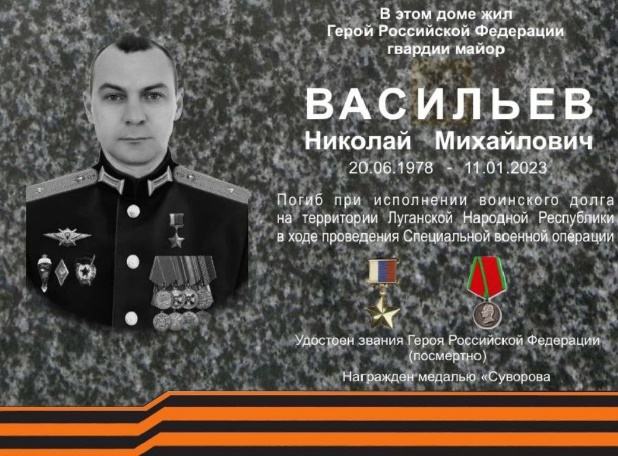 В этом доме жил
Герой Российской Федерации
гвардии майор
ВАСИЛЬЕВ
Николай Михайлович
20.06.1978 - 11.01.2023
Погиб при исполнении воинского долга
на территории Луганской Народной Республики
в ходе проведения Специальной военной операции
Удостоен звания Героя Российской Федерации
(посмертно)
Награжден медалью «Суворова